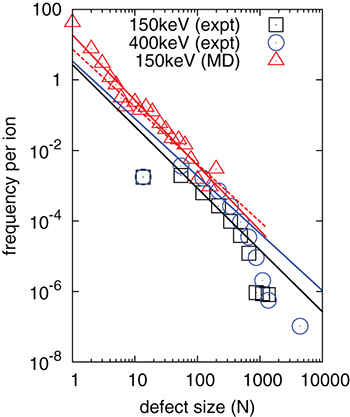 150keV (expt)
400keV (expt)
150keV (MD)
frequency per ion
100
1
10^-2
10^-4
10^-6
10^-8
1 10 100 1000 10000
defect size (N)